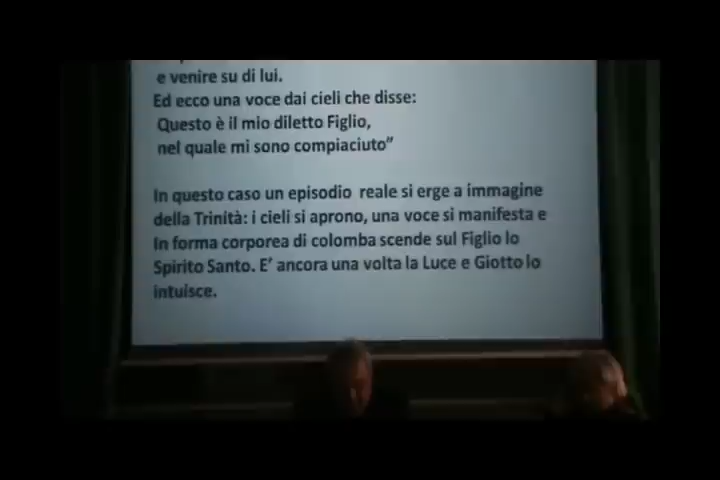 e venire su di lui.
Ed ecco una voce dai cieli che disse:
Questo è il mio diletto Figlio,
nel quale mi sono compiaciuto”
In questo caso un episodio reale si erge a immagine
della Trinità: i cieli si aprono, una voce si manifesta e
In forma corporea di colomba scende sul Figlio lo
Spirito Santo. E’ ancora una volta la Luce e Giotto lo
intuisce.